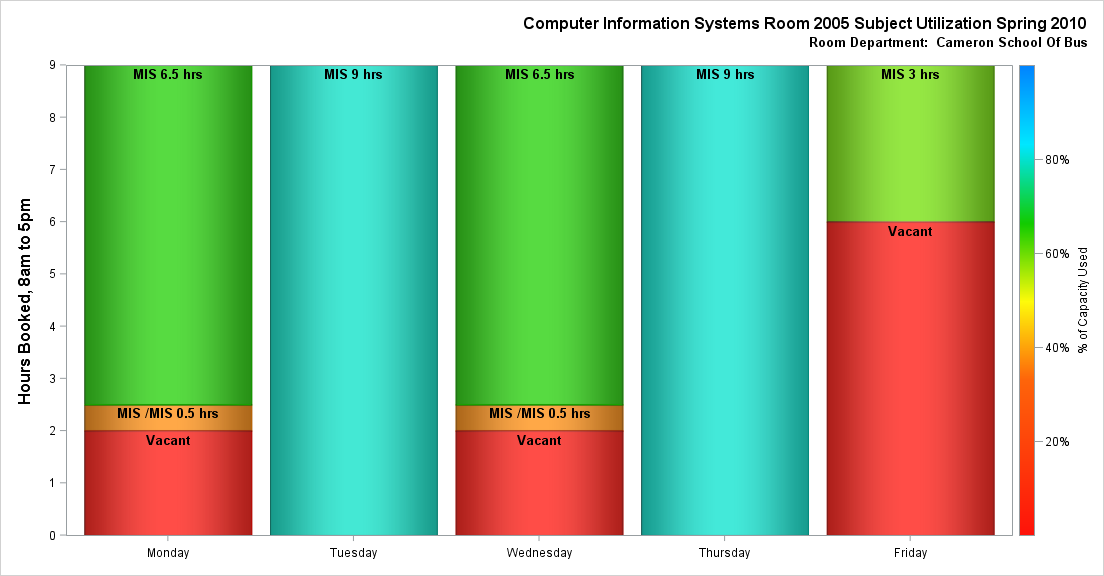 Computer Information Systems Room 2005 Subject Utilization Spring 2010
Room Department:  Cameron School Of Bus
Hours Booked, 8am to 5pm
9
8
7
6
5
4
3
2
1
0
MIS 6.5 hrs
MIS /MIS 0.5 hrs
Vacant
MIS 9 hrs
MIS 6.5 hrs
MIS /MIS 0.5 hrs
Vacant
MIS 9 hrs
MIS 3 hrs
Vacant
Monday
Tuesday
Wednesday
Thursday
Friday
80%
60%
40%
20%
% of Capacity Used